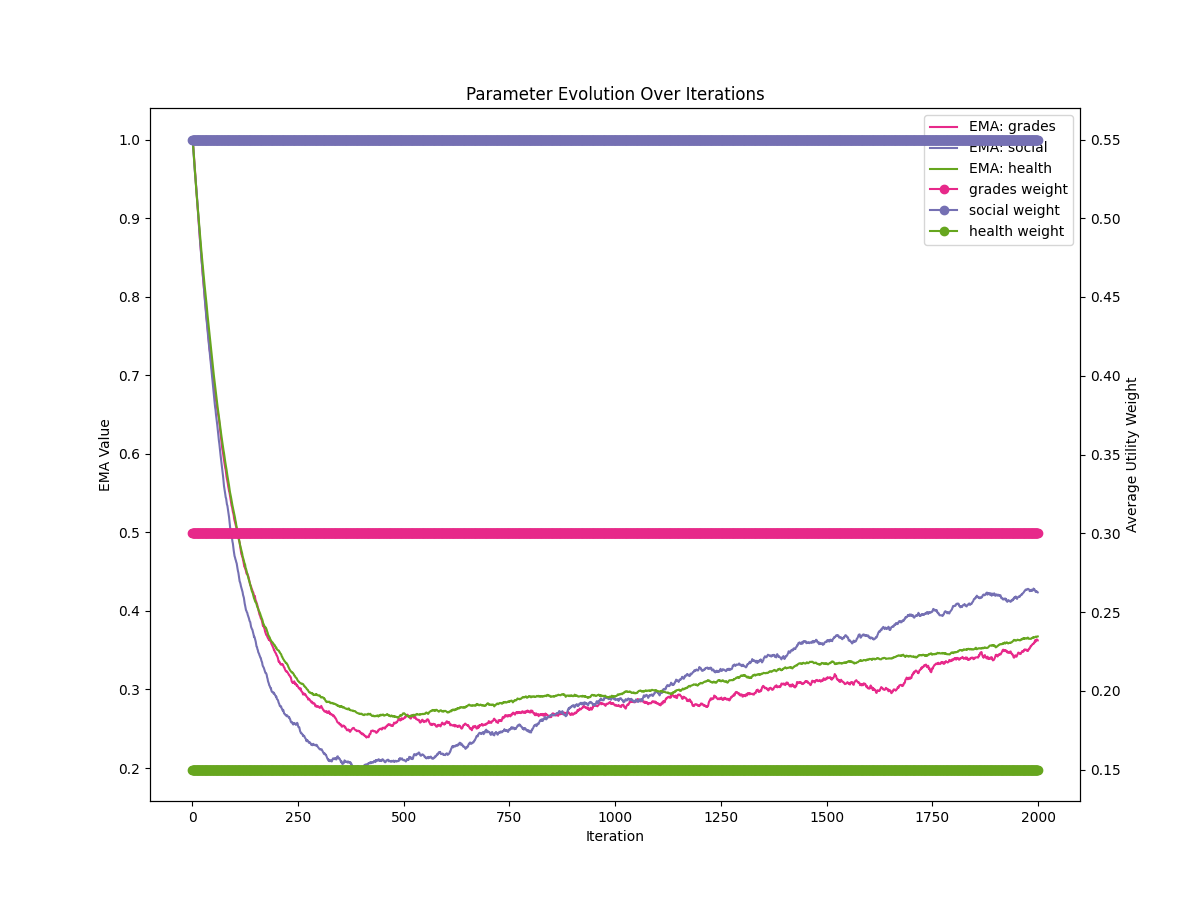 Parameter Evolution Over Iterations
EMA: grades
EMA: social
EMA: health
grades weight
social weight
health weight
1.0
0.9
0.8
0.7
0.6
0.5
0.4
0.3
0.2
EMA Value
0.55
0.50
0.45
0.40
0.35
0.30
0.25
0.20
0.15
Average Utility Weight
0 250 500 750 1000 1250 1500 1750 2000
Iteration